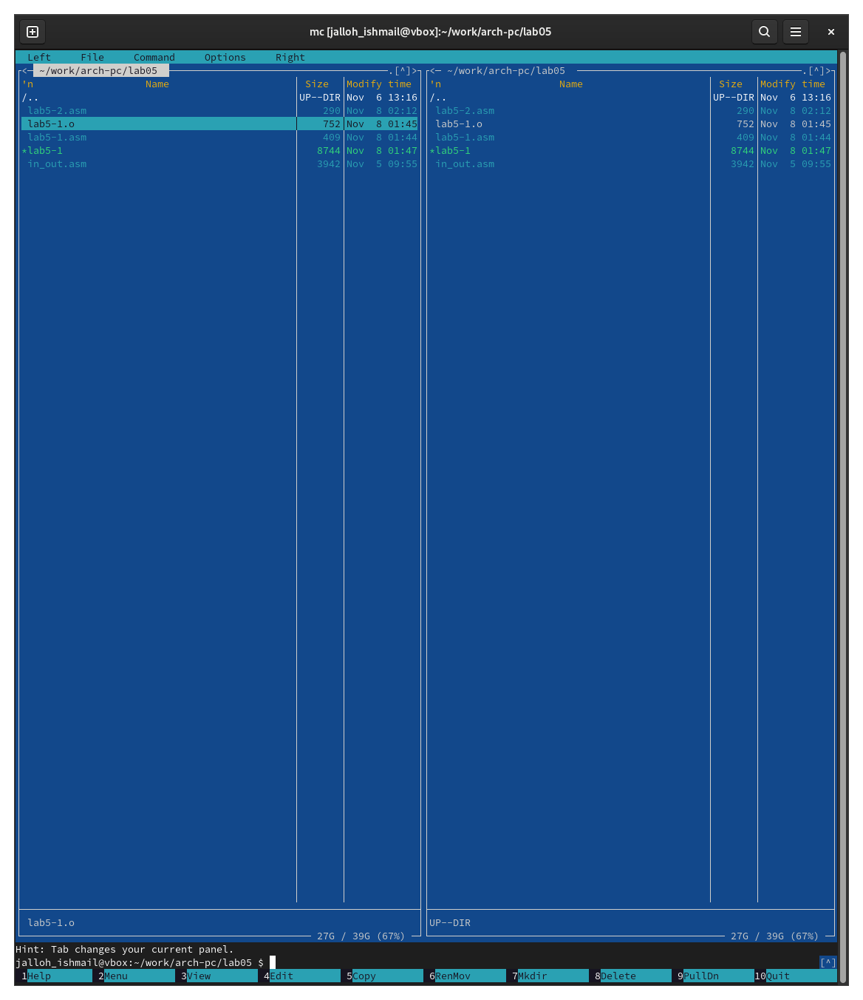 mc [jalloh_ishmail@vbox]:~/work/arch-pc/lab05
Left File Command Options Right
<─ ~/work/arch-pc/lab05 ─.[^]>
'n Name Size Modify time
/.. UP--DIR Nov 6 13:16
lab5-2.asm 290 Nov 8 02:12
lab5-1.o 752 Nov 8 01:45
lab5-1.asm 409 Nov 8 01:44
*lab5-1 8744 Nov 8 01:47
in_out.asm 3942 Nov 5 09:55
lab5-1.o
27G / 39G (67%)
<─ ~/work/arch-pc/lab05 ─.[^]>
'n Name Size Modify time
/.. UP--DIR Nov 6 13:16
lab5-2.asm 290 Nov 8 02:12
lab5-1.o 752 Nov 8 01:45
lab5-1.asm 409 Nov 8 01:44
*lab5-1 8744 Nov 8 01:47
in_out.asm 3942 Nov 5 09:55
UP--DIR
27G / 39G (67%)
Hint: Tab changes your current panel.
jalloh_ishmail@vbox:~/work/arch-pc/lab05 $ [^]
1Help 2Menu 3View 4Edit 5Copy 6RenMov 7Mkdir 8Delete 9PullDn 10Quit